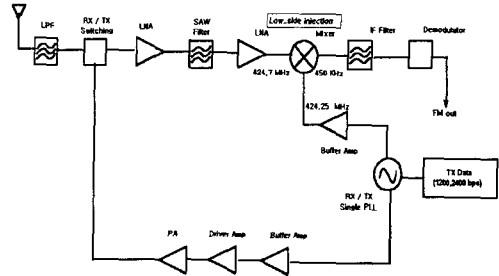 Low_side injection
RX / TX
Switching
LPF
LNA
SAW
Filter
LNA
Mixer
IF Filter
Demodulator
424.7 MHz
450 KHz
424.25 MHz
FM out
Buffer Amp
RX / TX
Single PLL
TX Data
(1200,2400 bps)
PA
Driver Amp
Buffer Amp